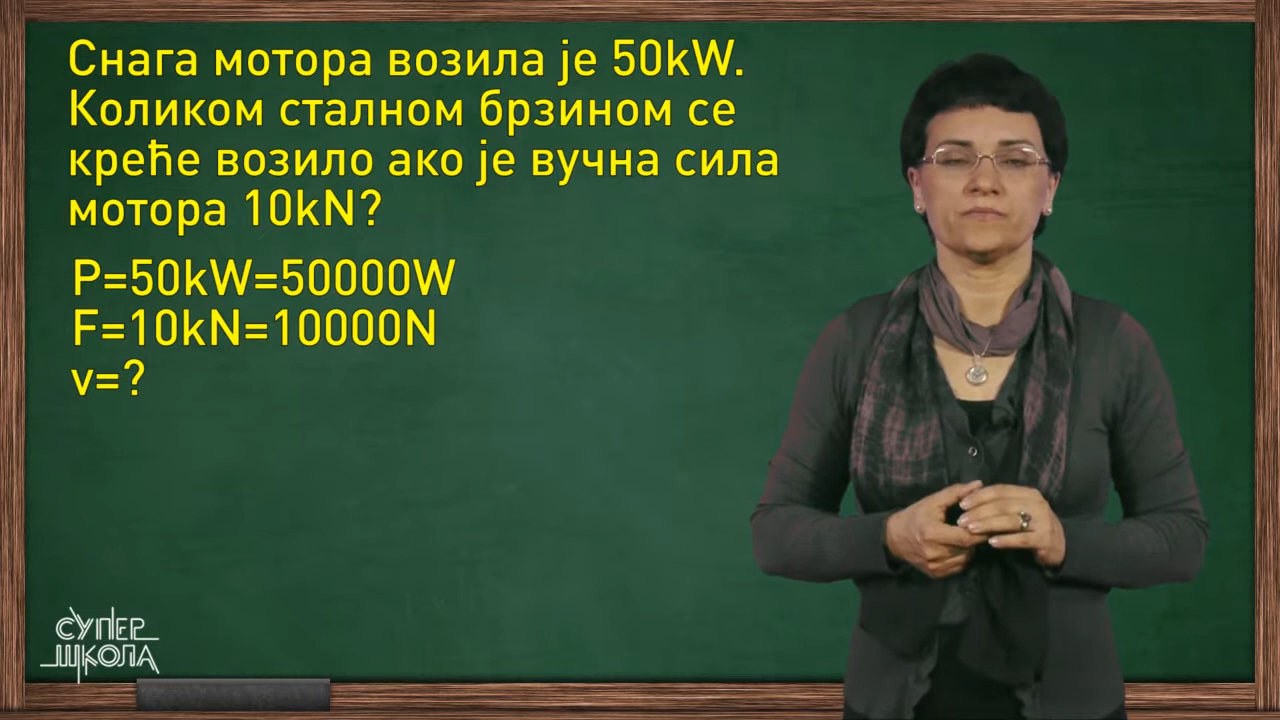 Снага мотора возила је 50kW.
Коликом сталном брзином се
креће возило ако је вучна сила
мотора 10kN?
P=50kW=50000W
F=10kN=10000N
v=?
СУПЕР
ШКОЛА